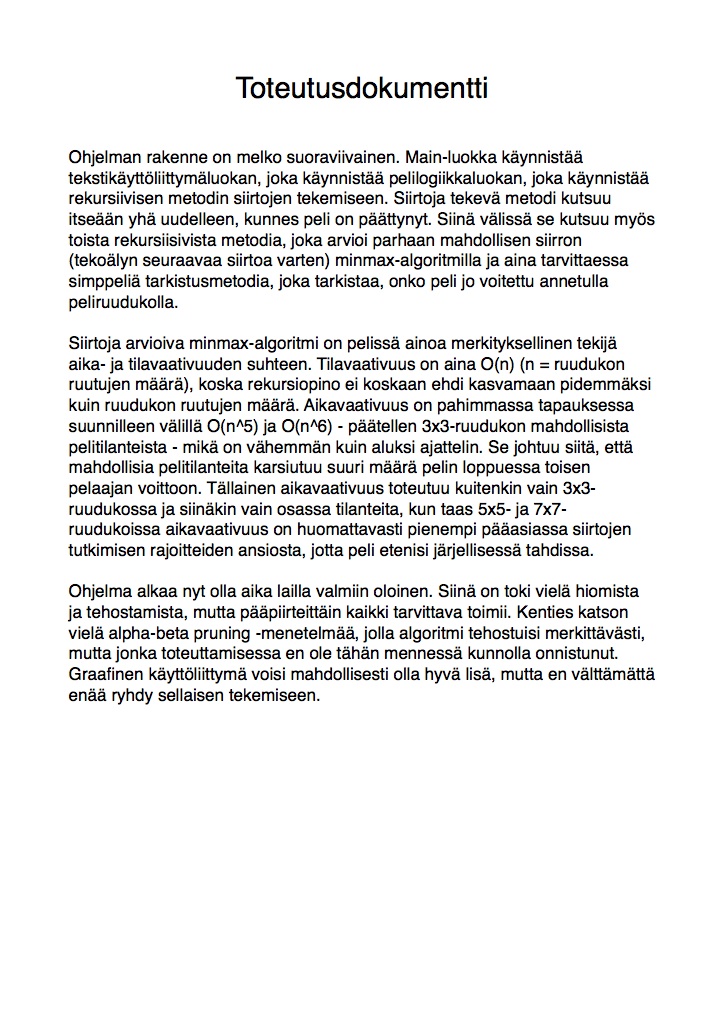 Toteutusdokumentti
Ohjelman rakenne on melko suoraviivainen. Main-luokka käynnistää
tekstikäyttöliittymäluokan, joka käynnistää pelilogiikkaluokan, joka käynnistää
rekursiivisen metodin siirtojen tekemiseen. Siirtoja tekevä metodi kutsuu
itseään yhä uudelleen, kunnes peli on päättynyt. Siinä välissä se kutsuu myös
toista rekursiisivista metodia, joka arvioi parhaan mahdollisen siirron
(tekoälyn seuraavaa siirtoa varten) minmax-algoritmilla ja aina tarvittaessa
simppeliä tarkistusmetodia, joka tarkistaa, onko peli jo voitettu annetulla
peliruudukolla.
Siirtoja arvioiva minmax-algoritmi on pelissä ainoa merkityksellinen tekijä
aika- ja tilavaativuuden suhteen. Tilavaativuus on aina O(n) (n = ruudukon
ruutujen määrä), koska rekursiopino ei koskaan ehdi kasvamaan pidemmäksi
kuin ruudukon ruutujen määrä. Aikavaativuus on pahimmassa tapauksessa
suunnilleen välillä O(n^5) ja O(n^6) - päätellen 3x3-ruudukon mahdollisista
pelitilanteista - mikä on vähemmän kuin aluksi ajattelin. Se johtuu siitä, että
mahdollisia pelitilanteita karsiutuu suuri määrä pelin loppuessa toisen
pelaajan voittoon. Tällainen aikavaativuus toteutuu kuitenkin vain 3x3-
ruudukossa ja siinäkin vain osassa tilanteita, kun taas 5x5- ja 7x7-
ruudukoissa aikavaativuus on huomattavasti pienempi pääasiassa siirtojen
tutkimisen rajoitteiden ansiosta, jotta peli etenisi järjellisessä tahdissa.
Ohjelma alkaa nyt olla aika lailla valmiin oloinen. Siinä on toki vielä hiomista
ja tehostamista, mutta pääpiirteittäin kaikki tarvittava toimii. Kenties katson
vielä alpha-beta pruning -menetelmää, jolla algoritmi tehostuisi merkittävästi,
mutta jonka toteuttamisessa en ole tähän mennessä kunnolla onnistunut.
Graafinen käyttöliittymä voisi mahdollisesti olla hyvä lisä, mutta en välttämättä
enää ryhdy sellaisen tekemiseen.